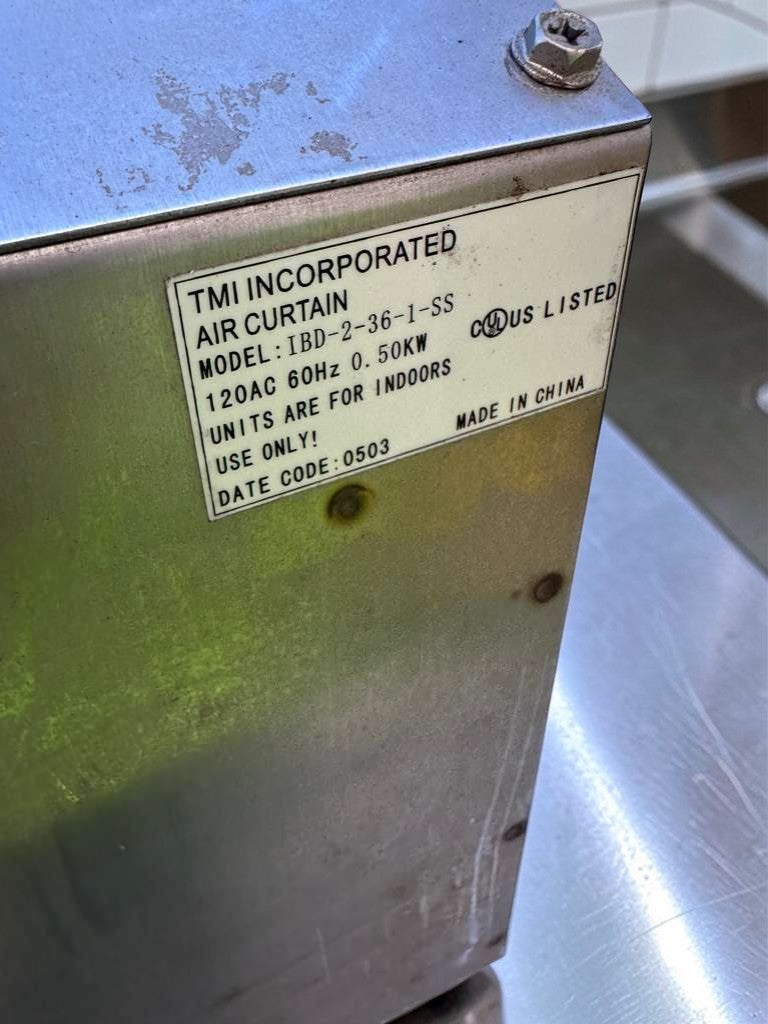 TMI INCORPORATED
AIR CURTAIN
MODEL:IBD-2-36-1-SS
C UL US LISTED
120AC 60Hz 0.50KW
UNITS ARE FOR INDOORS
USE ONLY!
MADE IN CHINA
DATE CODE:0503